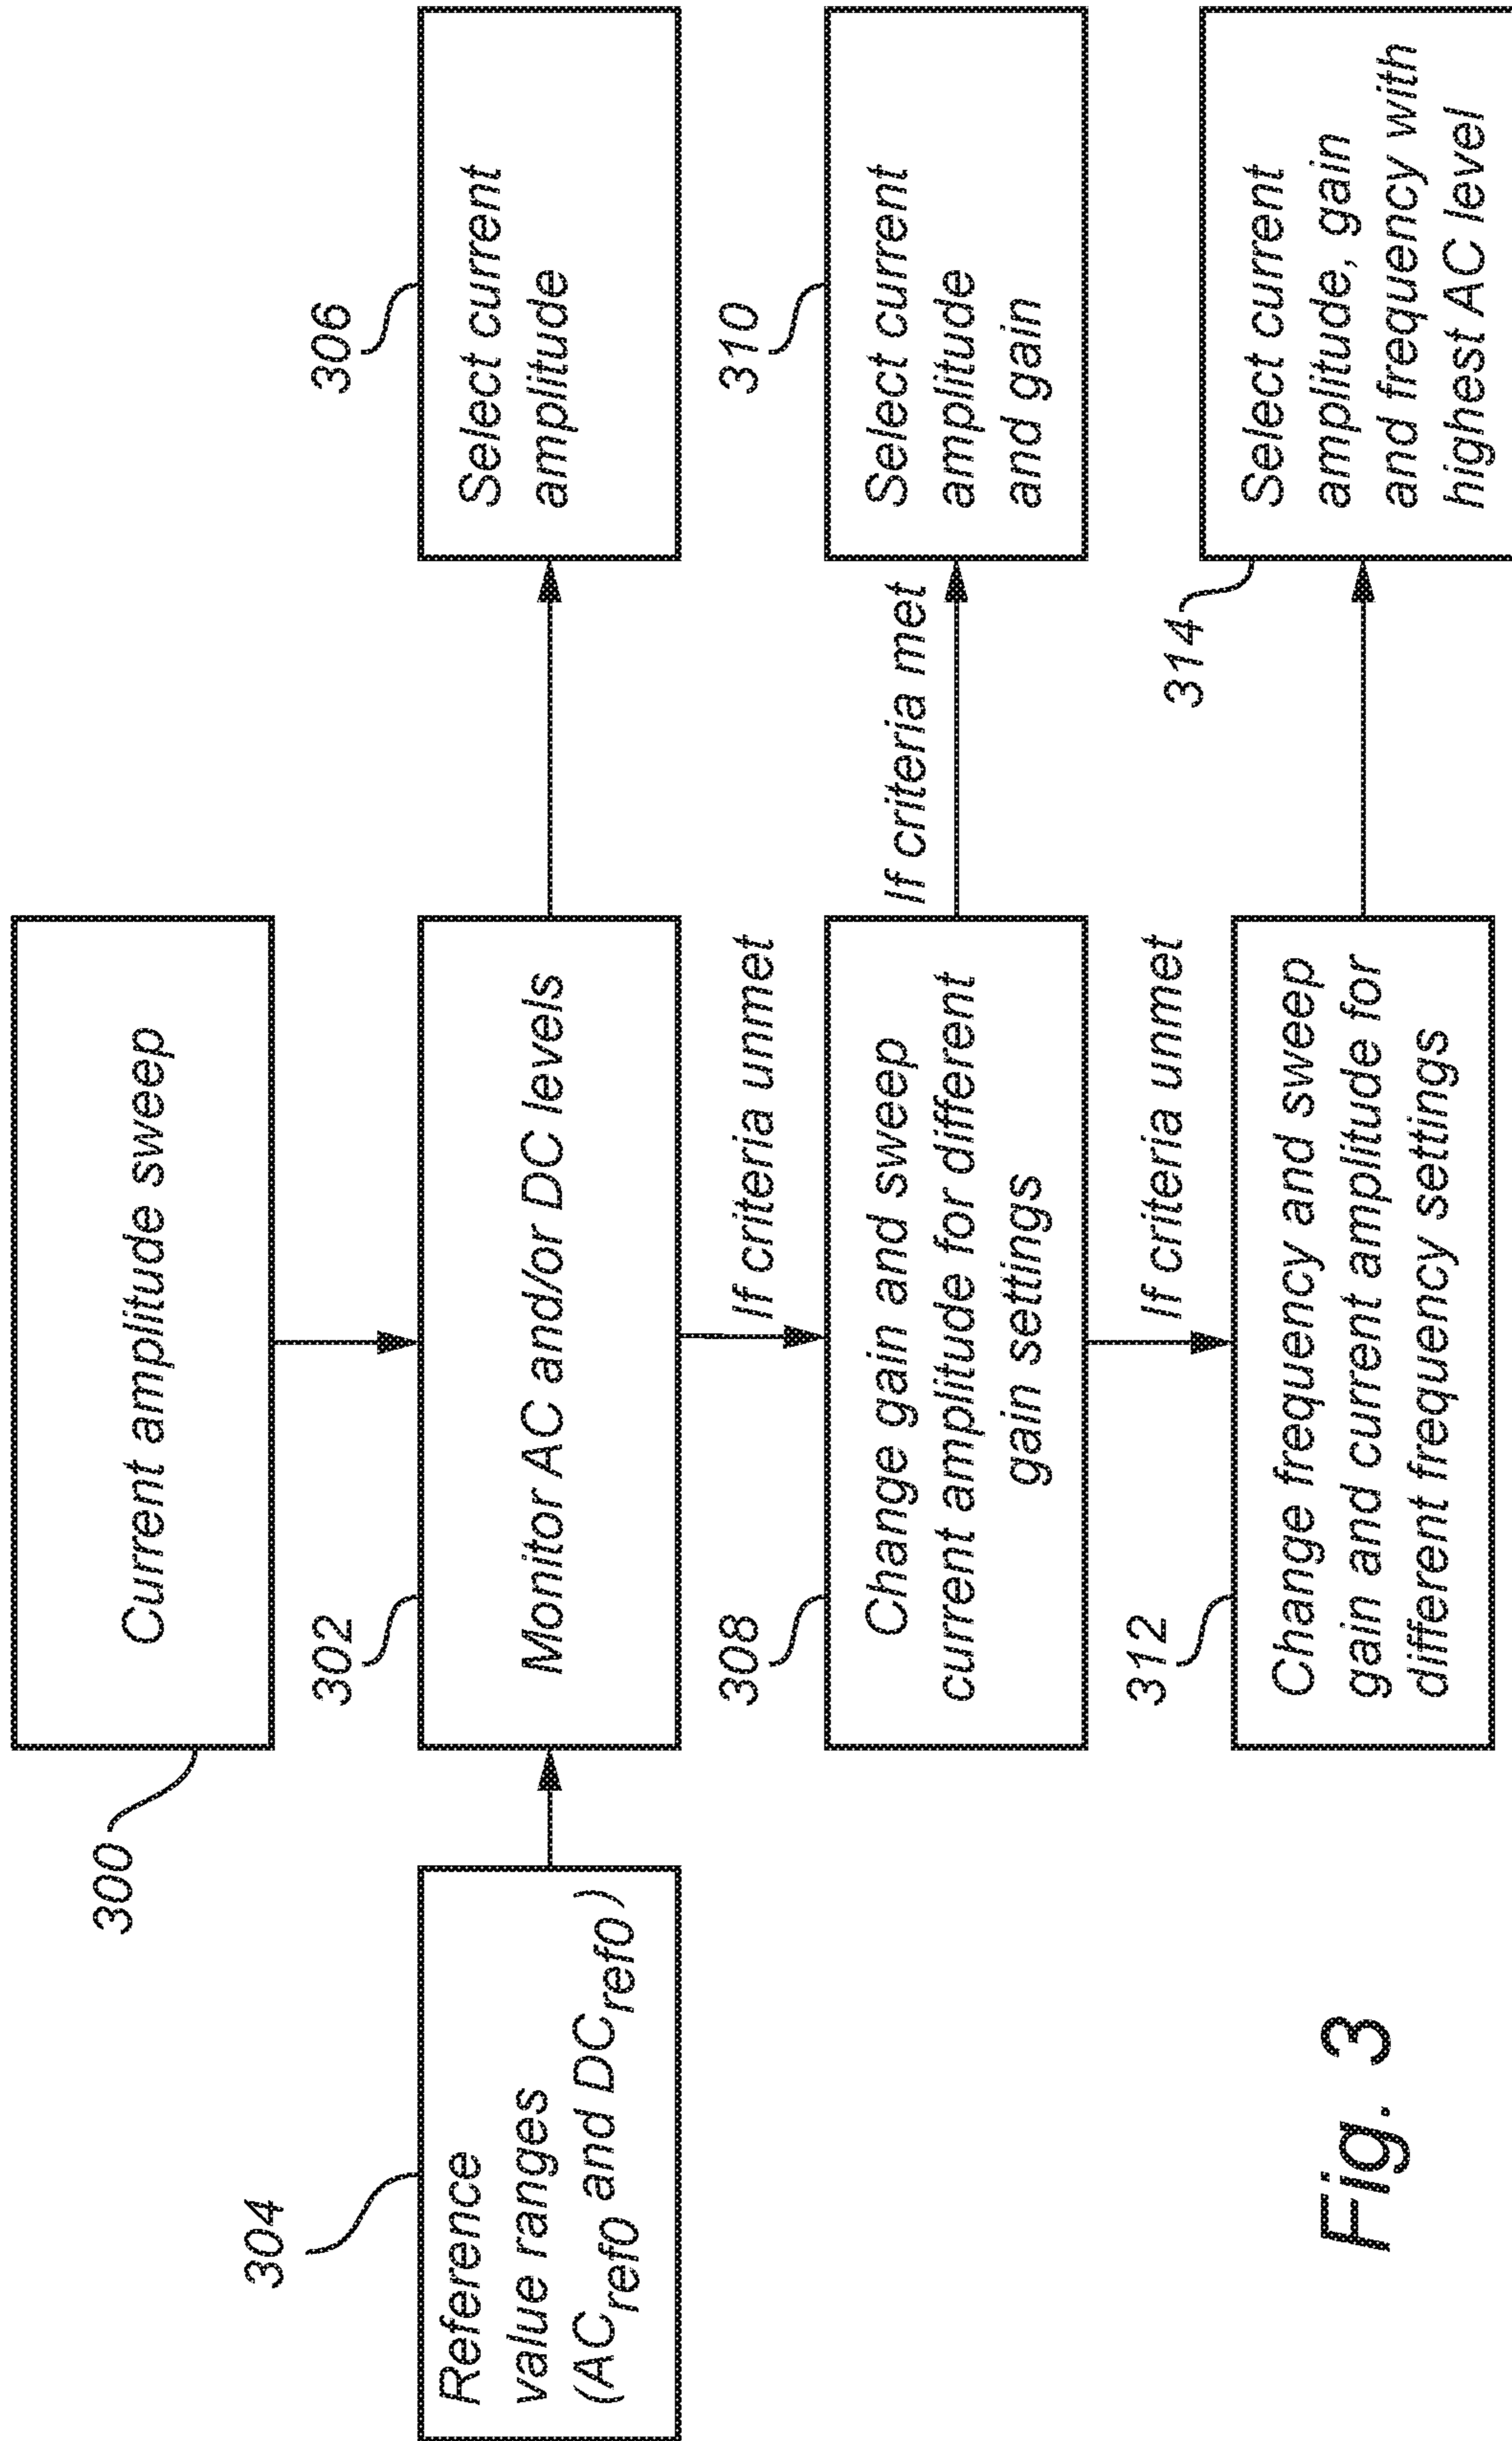 300
Current amplitude sweep
304
Reference
value ranges
(ACref0 and DCref0)
302
Monitor AC and/or DC levels
306
Select current
amplitude
If criteria unmet
308
Change gain and sweep
current amplitude for different
gain settings
If criteria met
310
Select current
amplitude
and gain
If criteria unmet
312
Change frequency and sweep
gain and current amplitude for
different frequency settings
314
Select current
amplitude, gain
and frequency with
highest AC level
Fig. 3